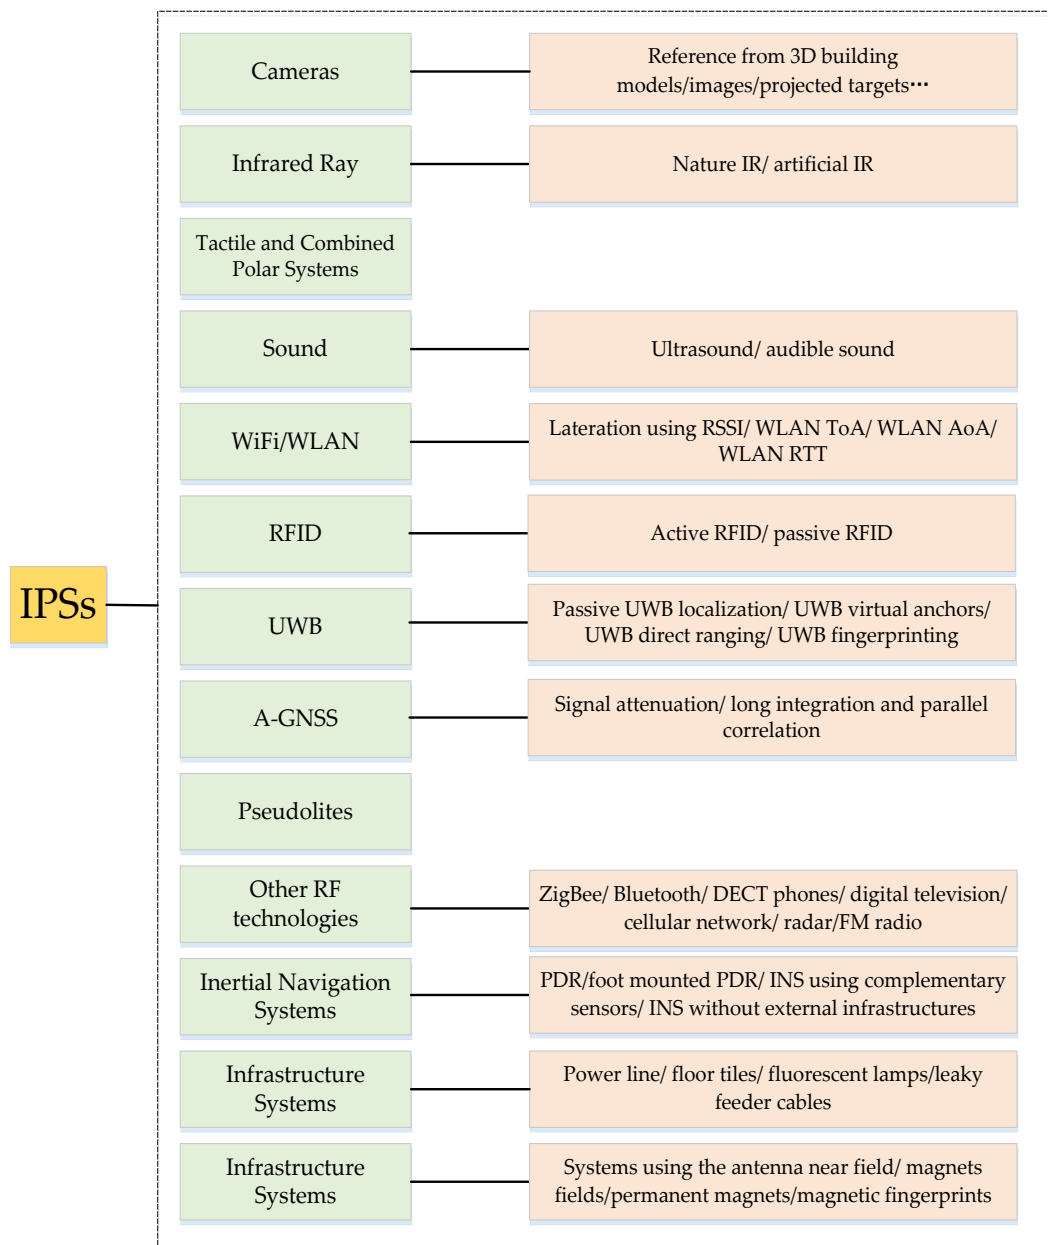 Cameras
Reference from 3D building
models/images/projected targets···
Infrared Ray
Nature IR/ artificial IR
Tactile and Combined
Polar Systems
Sound
Ultrasound/ audible sound
WiFi/WLAN
Lateration using RSSI/ WLAN ToA/ WLAN AoA/
WLAN RTT
RFID
Active RFID/ passive RFID
IPSs
UWB
Passive UWB localization/ UWB virtual anchors/
UWB direct ranging/ UWB fingerprinting
A-GNSS
Signal attenuation/ long integration and parallel
correlation
Pseudolites
Other RF
technologies
ZigBee/ Bluetooth/ DECT phones/ digital television/
cellular network/ radar/FM radio
Inertial Navigation
Systems
PDR/foot mounted PDR/ INS using complementary
sensors/ INS without external infrastructures
Infrastructure
Systems
Power line/ floor tiles/ fluorescent lamps/leaky
feeder cables
Infrastructure
Systems
Systems using the antenna near field/ magnets
fields/permanent magnets/magnetic fingerprints